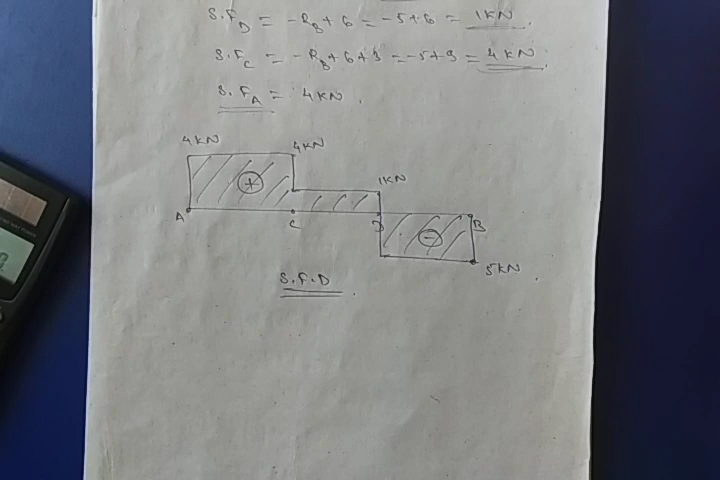 S.F_D = -R_B + 6 = -5+6 = 1KN.
S.F_C = -R_B + 6 + 3 = -5+9 = 4KN.
S.F_A = 4KN.
4KN 4KN
1KN
+
A C D B
-
5KN
S.F.D